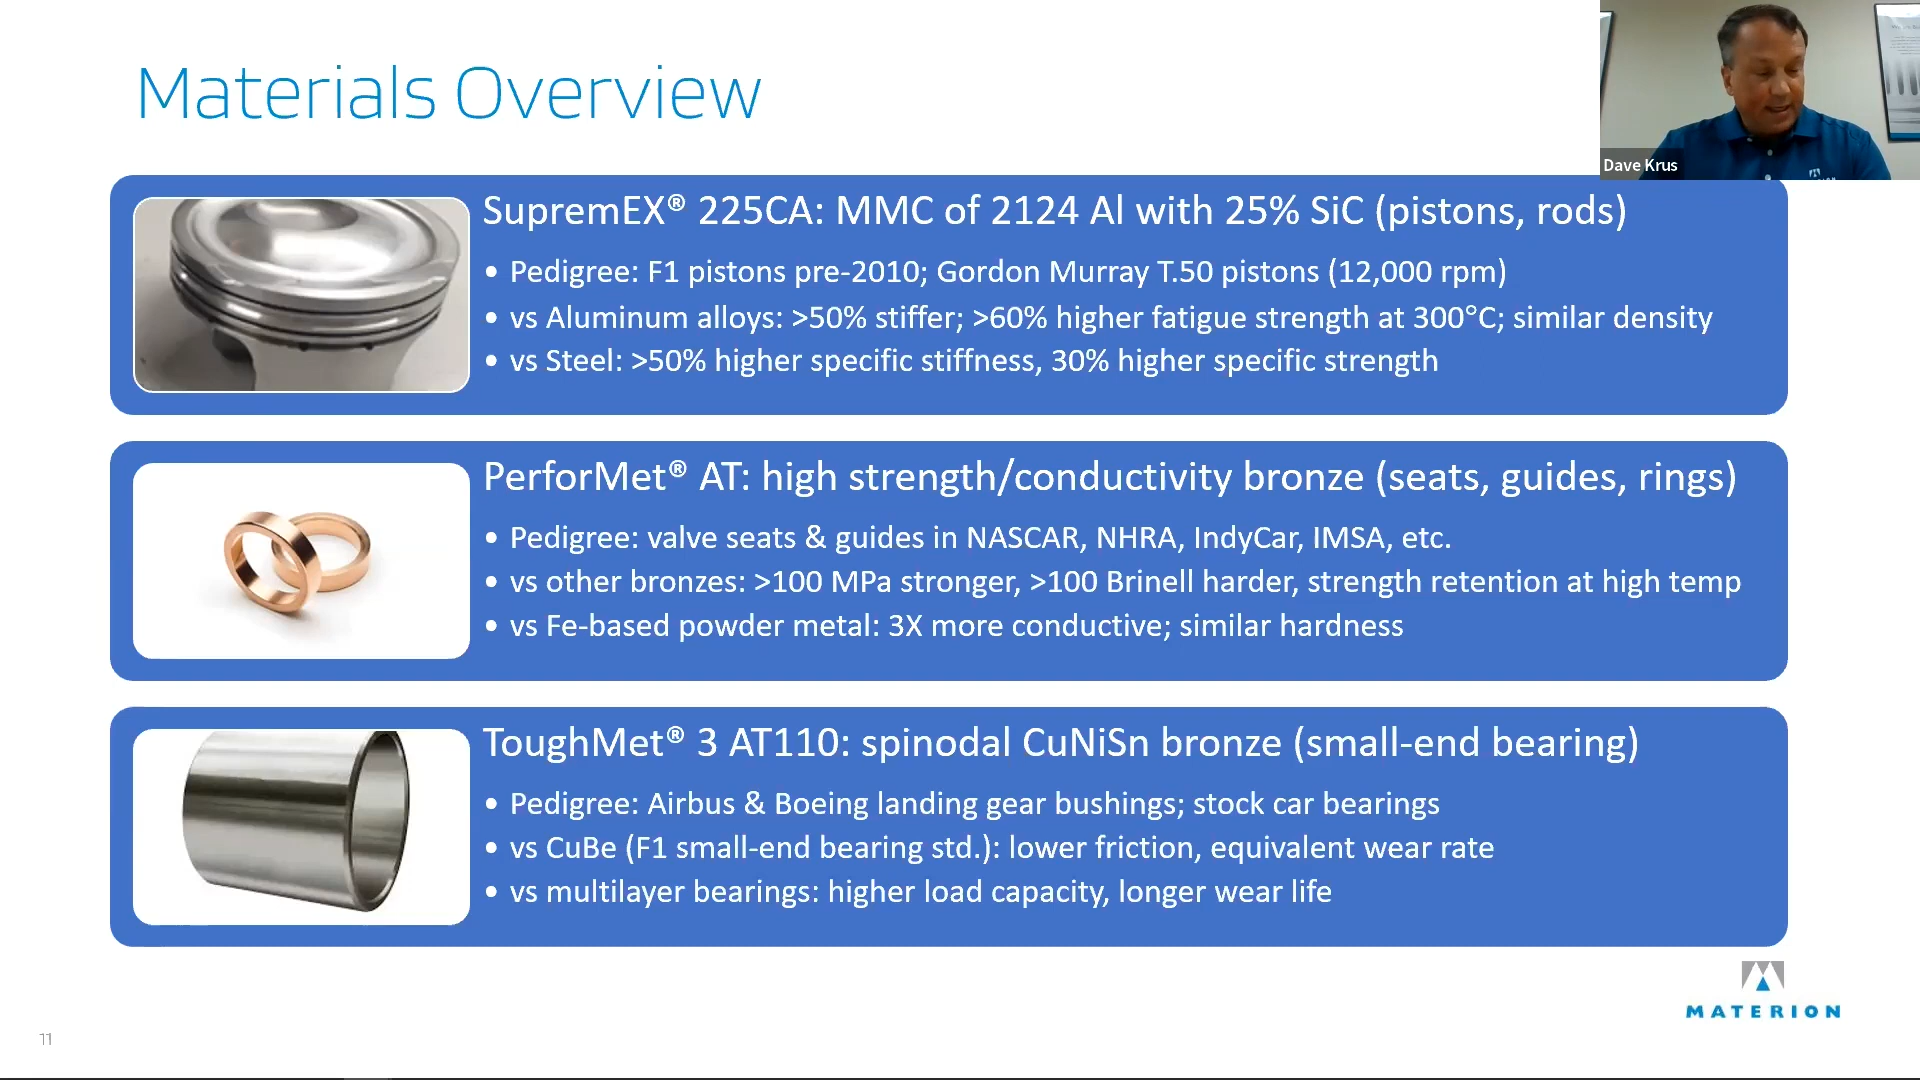 Materials Overview
Dave Krus
SupremEX® 225CA: MMC of 2124 Al with 25% SiC (pistons, rods)
• Pedigree: F1 pistons pre-2010; Gordon Murray T.50 pistons (12,000 rpm)
• vs Aluminum alloys: >50% stiffer; >60% higher fatigue strength at 300°C; similar density
• vs Steel: >50% higher specific stiffness, 30% higher specific strength
PerforMet® AT: high strength/conductivity bronze (seats, guides, rings)
• Pedigree: valve seats & guides in NASCAR, NHRA, IndyCar, IMSA, etc.
• vs other bronzes: >100 MPa stronger, >100 Brinell harder, strength retention at high temp
• vs Fe-based powder metal: 3X more conductive; similar hardness
ToughMet® 3 AT110: spinodal CuNiSn bronze (small-end bearing)
• Pedigree: Airbus & Boeing landing gear bushings; stock car bearings
• vs CuBe (F1 small-end bearing std.): lower friction, equivalent wear rate
• vs multilayer bearings: higher load capacity, longer wear life
MATERION
11